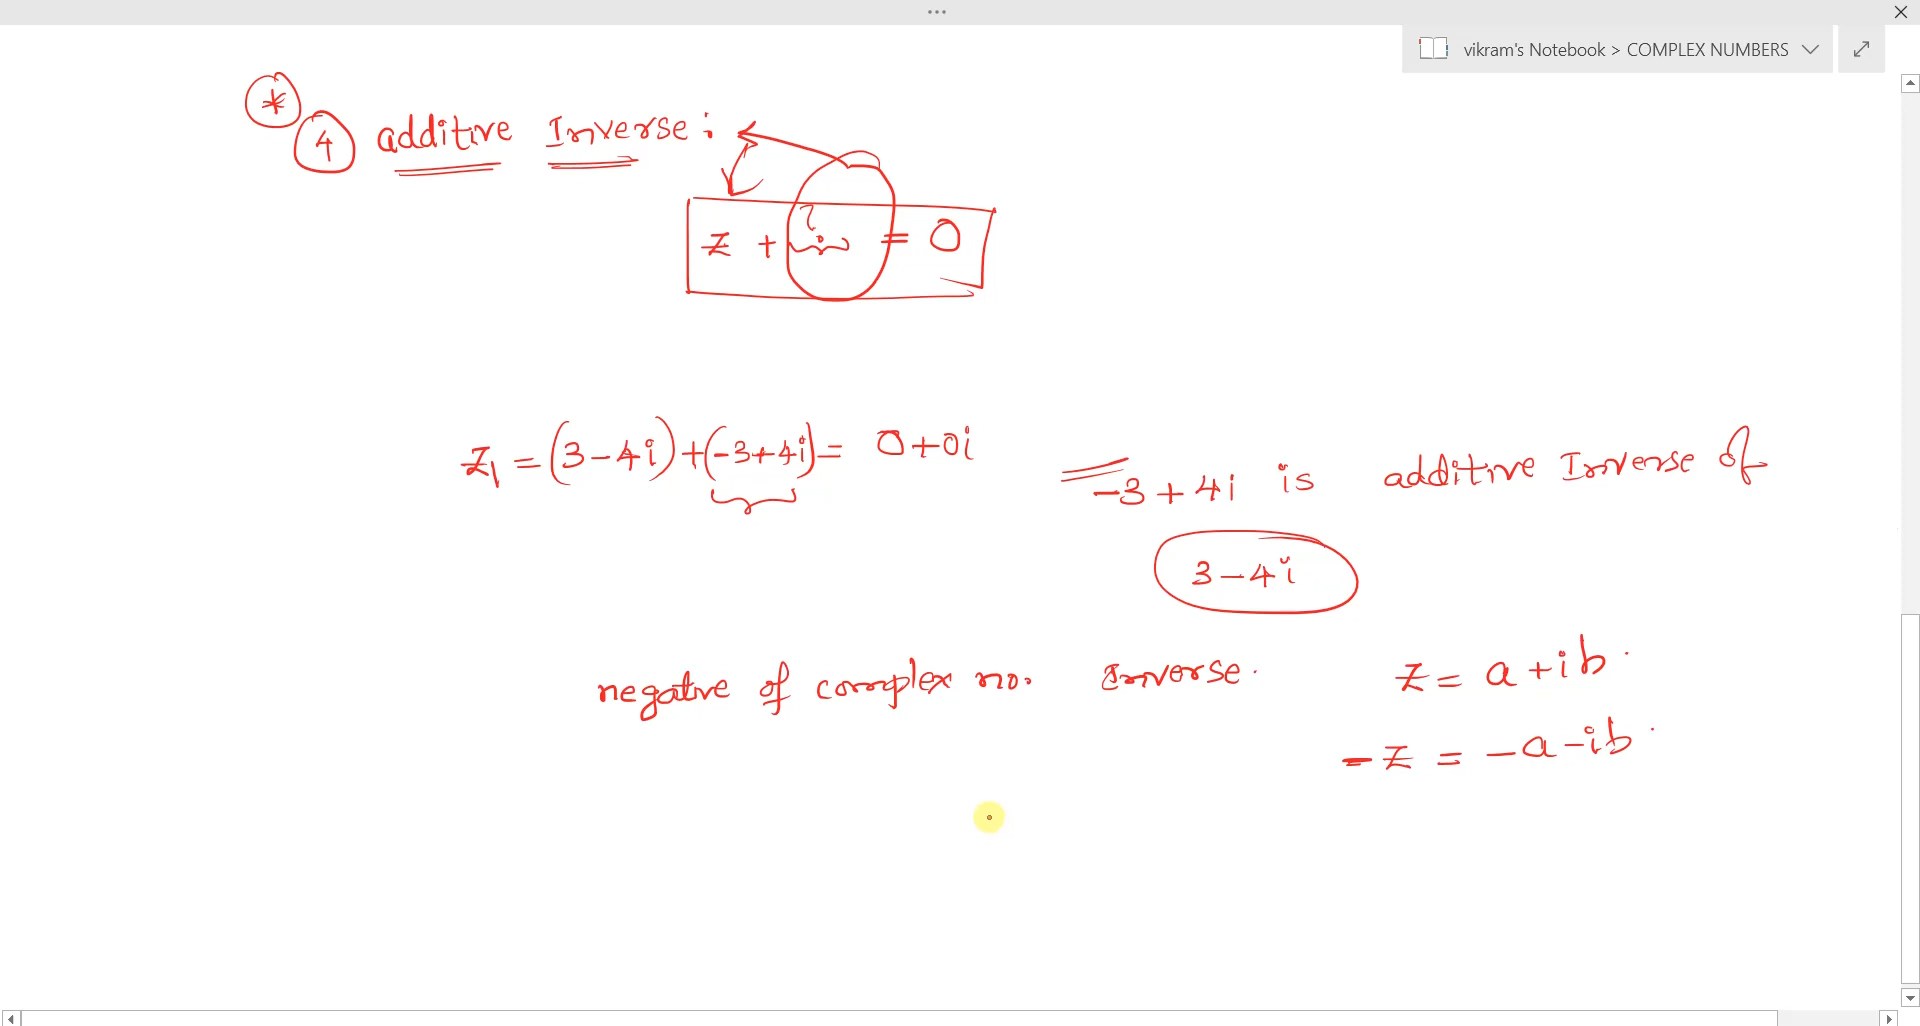 vikram's Notebook > COMPLEX NUMBERS
*
4 additive Inverse :
z + ? = 0
z1 = (3-4i)+(-3+4i) = 0+0i
-3+4i is additive Inverse of
3-4i
negative of complex no. Inverse.
z = a+ib.
-z = -a-ib.